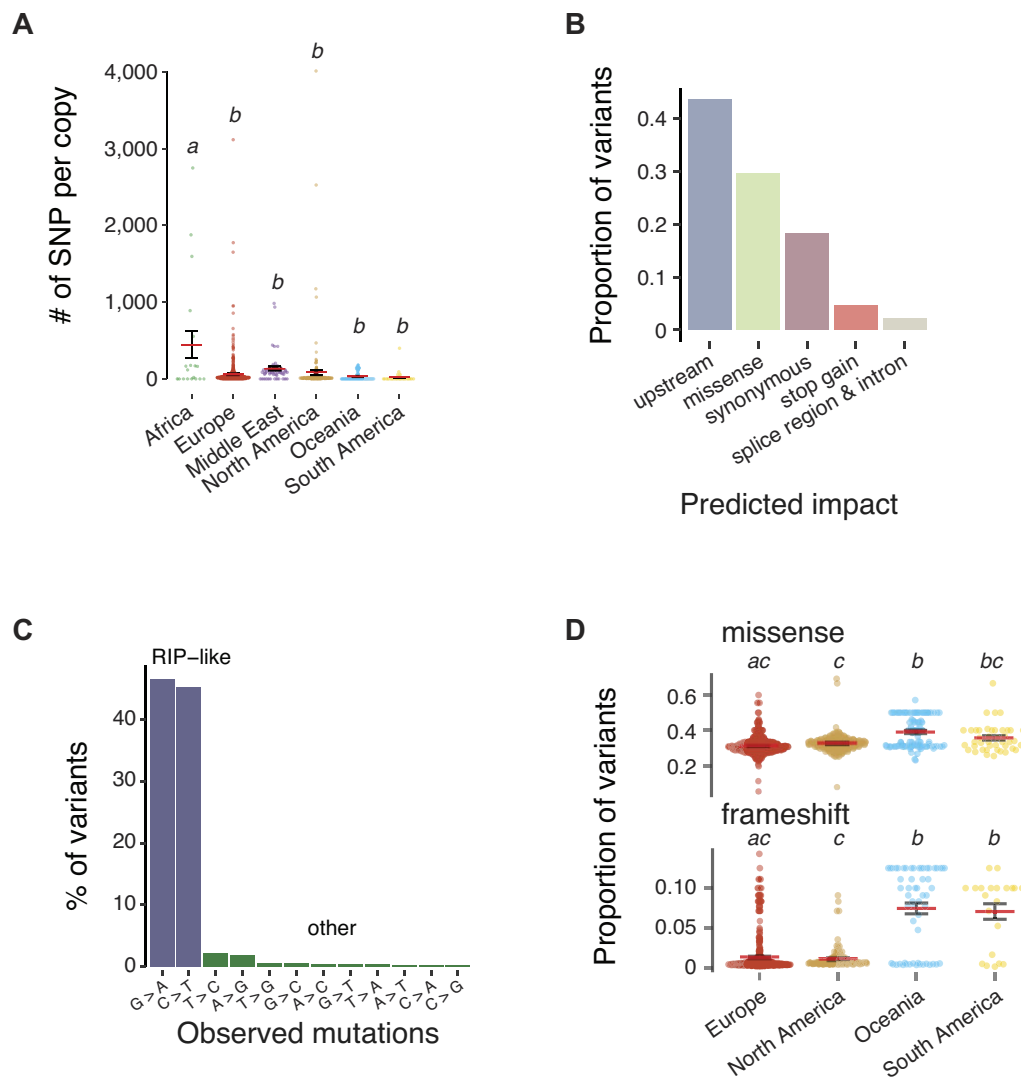 A
# of SNP per copy
4,000
3,000
2,000
1,000
0
a
b
b
b
b
b
Africa
Europe
Middle East
North America
Oceania
South America
B
Proportion of variants
0.4
0.3
0.2
0.1
0
upstream
missense
synonymous
stop gain
splice region & intron
Predicted impact
C
RIP−like
% of variants
40
30
20
10
0
other
G>A
C>T
T>C
A>G
T>G
G>C
A>C
G>T
T>A
A>T
C>A
C>G
Observed mutations
D
missense
Proportion of variants
ac
c
b
bc
0.6
0.4
0.2
frameshift
ac
c
b
b
0.10
0.05
0
Europe
North America
Oceania
South America